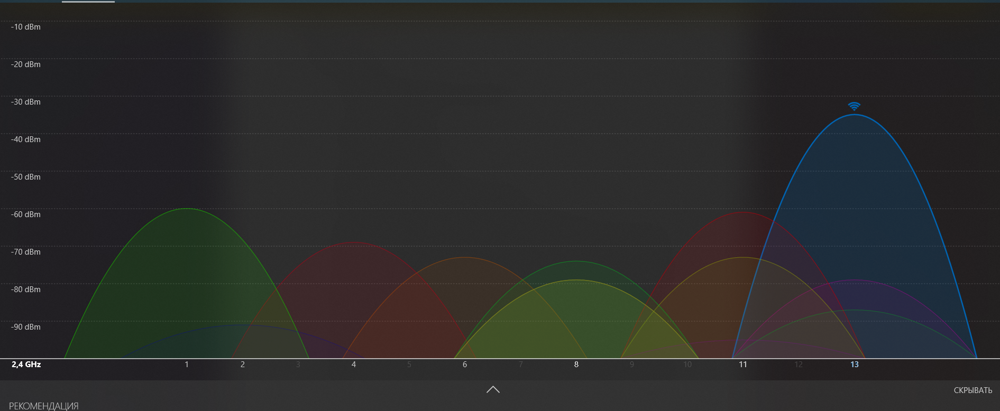 -10 dBm
-20 dBm
-30 dBm
-40 dBm
-50 dBm
-60 dBm
-70 dBm
-80 dBm
-90 dBm
2,4 GHz 1 2 3 4 5 6 7 8 9 10 11 12 13
СКРЫВАТЬ
РЕКОМЕНДАЦИЯ